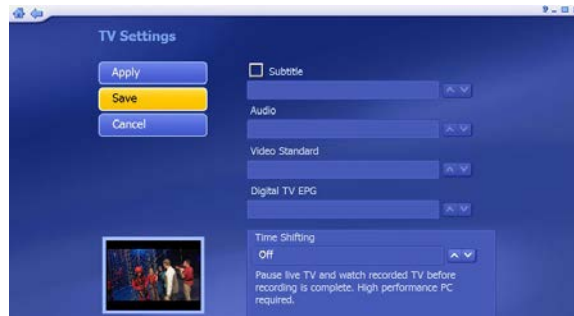 TV Settings
Apply
Save
Cancel
Subtitle
Audio
Video Standard
Digital TV EPG
Time Shifting
Off
Pause live TV and watch recorded TV before
recording is complete. High performance PC
required.